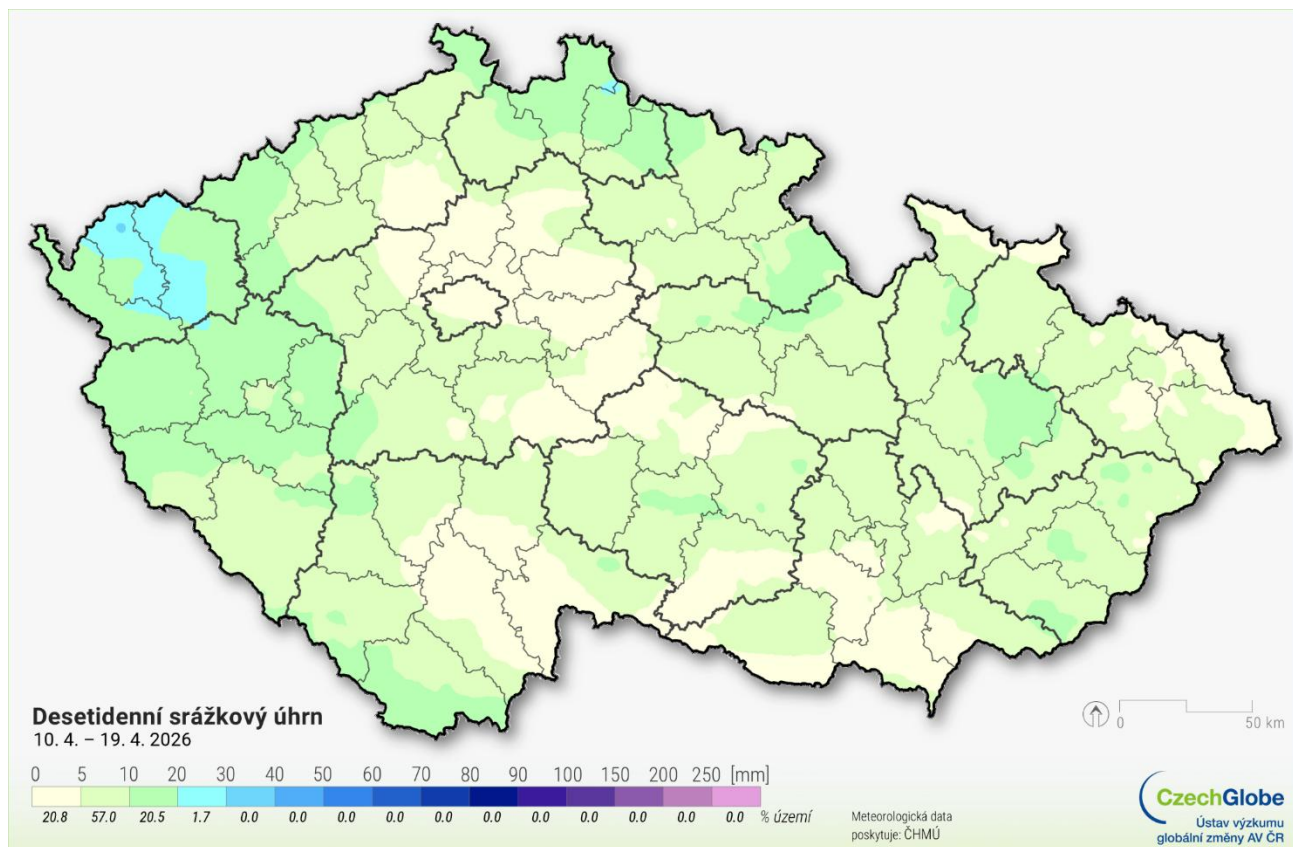 Desetidenní srážkový úhrn
10. 4. – 19. 4. 2026
0 5 10 20 30 40 50 60 70 80 90 100 150 200 250 [mm]
20.8 57.0 20.5 1.7 0.0 0.0 0.0 0.0 0.0 0.0 0.0 0.0 0.0 0.0 0.0 % území
Meteorologická data
poskytuje: ČHMÚ
0 50 km
CzechGlobe
Ústav výzkumu
globální změny AV ČR